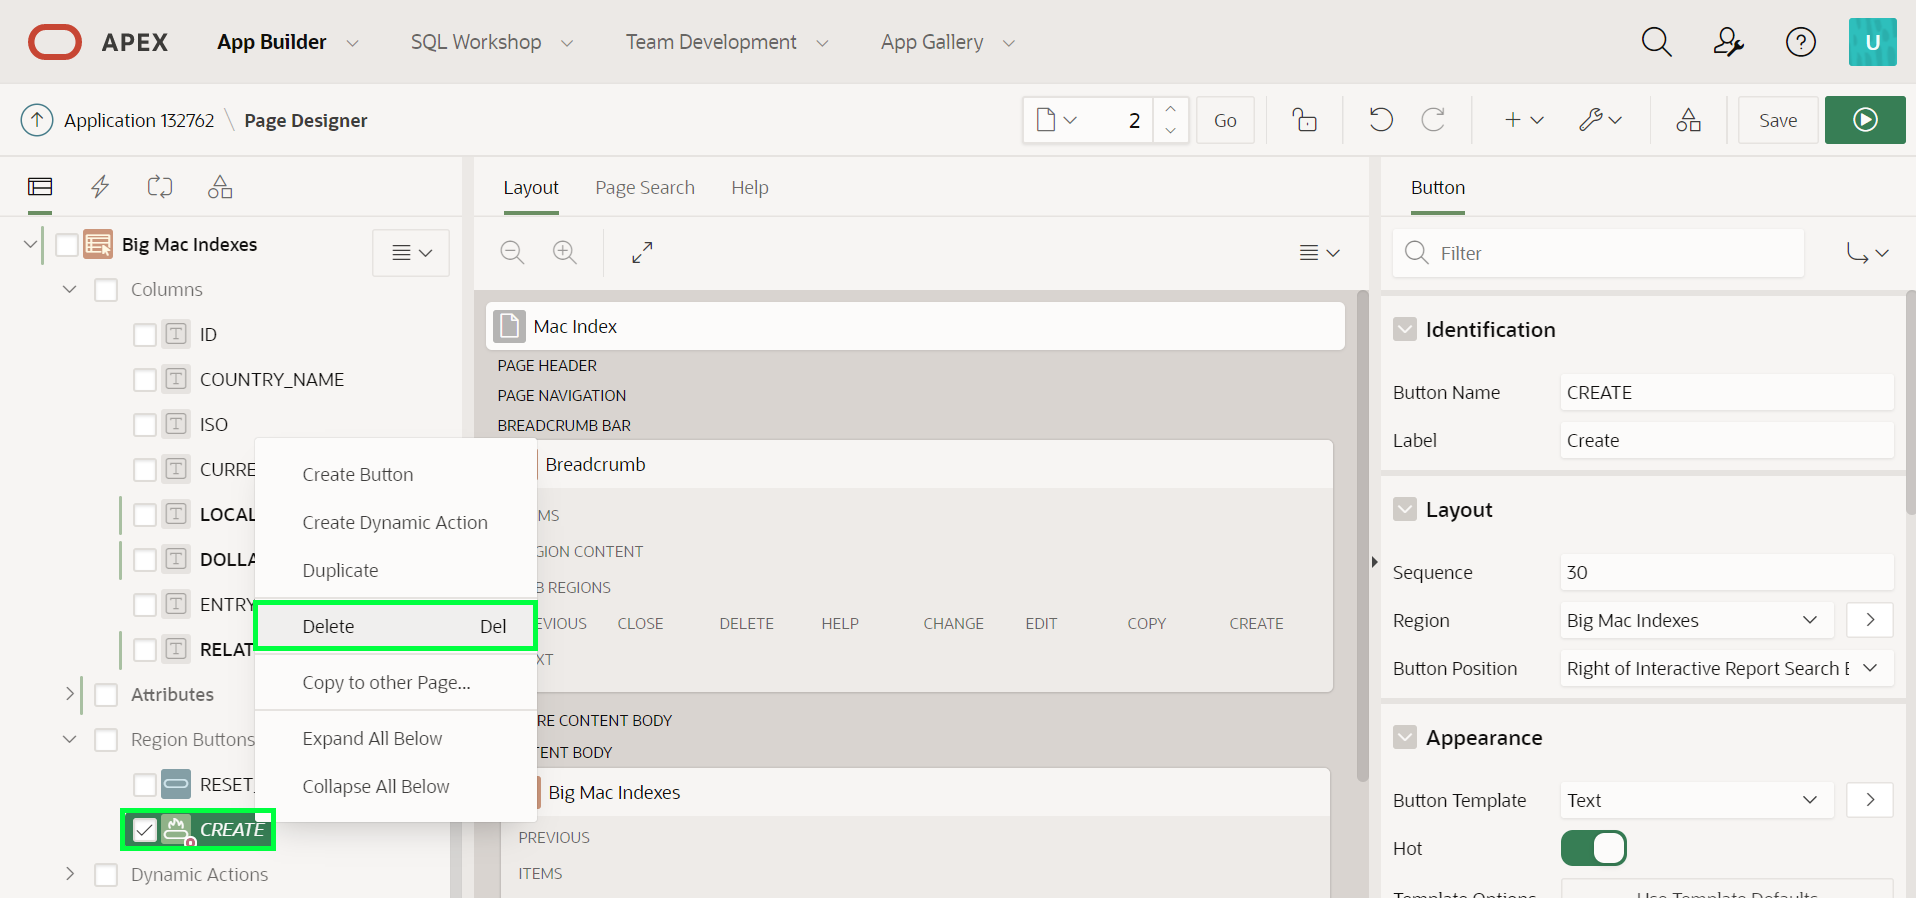 APEX App Builder SQL Workshop Team Development App Gallery U
Application 132762 \ Page Designer 2 Go Save
Big Mac Indexes
Columns
ID
COUNTRY_NAME
ISO
CURRE
LOCAL
DOLLA
ENTRY
RELAT
Attributes
Region Buttons
RESET_
CREATE
Dynamic Actions
Create Button
Create Dynamic Action
Duplicate
Delete Del
Copy to other Page...
Expand All Below
Collapse All Below
Layout Page Search Help
Mac Index
PAGE HEADER
PAGE NAVIGATION
BREADCRUMB BAR
Breadcrumb
MS
GION CONTENT
B REGIONS
EVIOUS CLOSE DELETE HELP CHANGE EDIT COPY CREATE
XT
RE CONTENT BODY
TENT BODY
Big Mac Indexes
PREVIOUS
ITEMS
Button
Filter
Identification
Button Name CREATE
Label Create
Layout
Sequence 30
Region Big Mac Indexes
Button Position Right of Interactive Report Search
Appearance
Button Template Text
Hot
Template Options Use Template Defaults